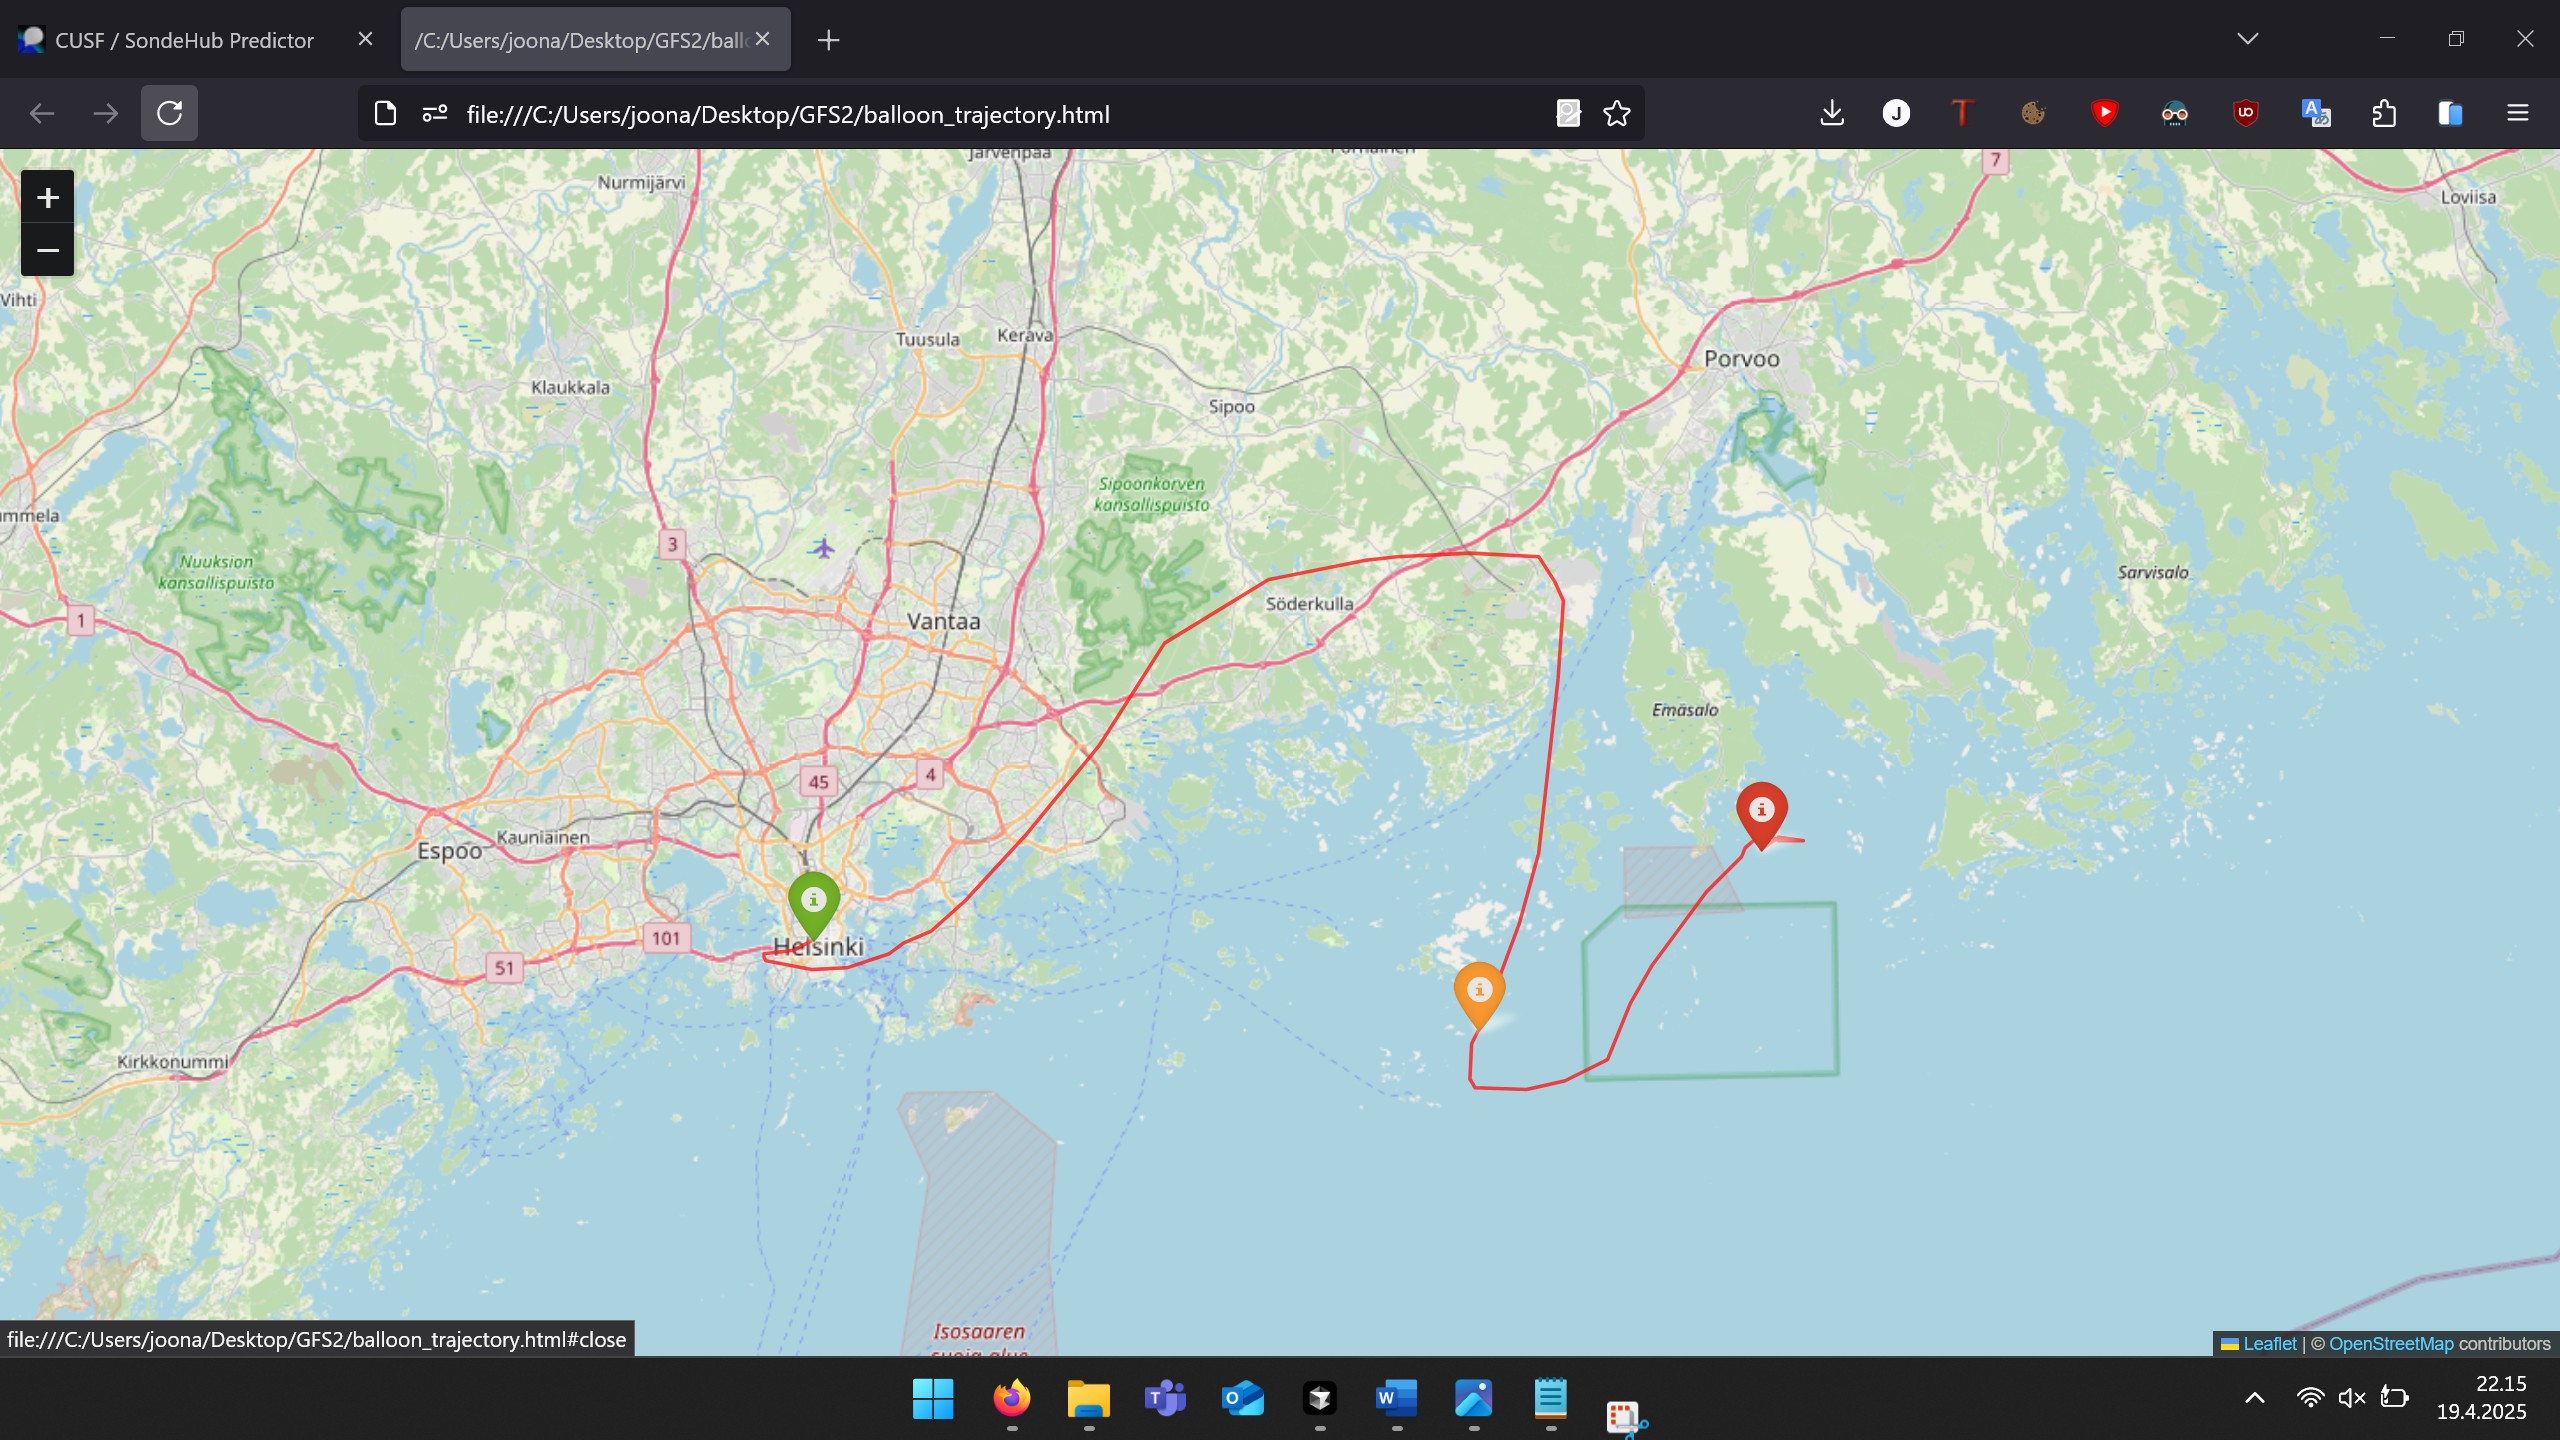 CUSF / SondeHub Predictor
/C:/Users/joona/Desktop/GFS2/ball
file:///C:/Users/joona/Desktop/GFS2/balloon_trajectory.html
+
−
Nurmijärvi
Järvenpää
7
Loviisa
Vihti
Tuusula
Kerava
Porvoo
Klaukkala
Sipoo
Sipoonkorven
kansallispuisto
ummela
3
Nuuksion
kansallispuisto
Sarvisalo
Söderkulla
1
Vantaa
Emäsalo
45
4
Kauniainen
Espoo
Helsinki
101
51
Kirkkonummi
Isosaaren
suoja-alue
file:///C:/Users/joona/Desktop/GFS2/balloon_trajectory.html#close
Leaflet | © OpenStreetMap contributors
22.15
19.4.2025